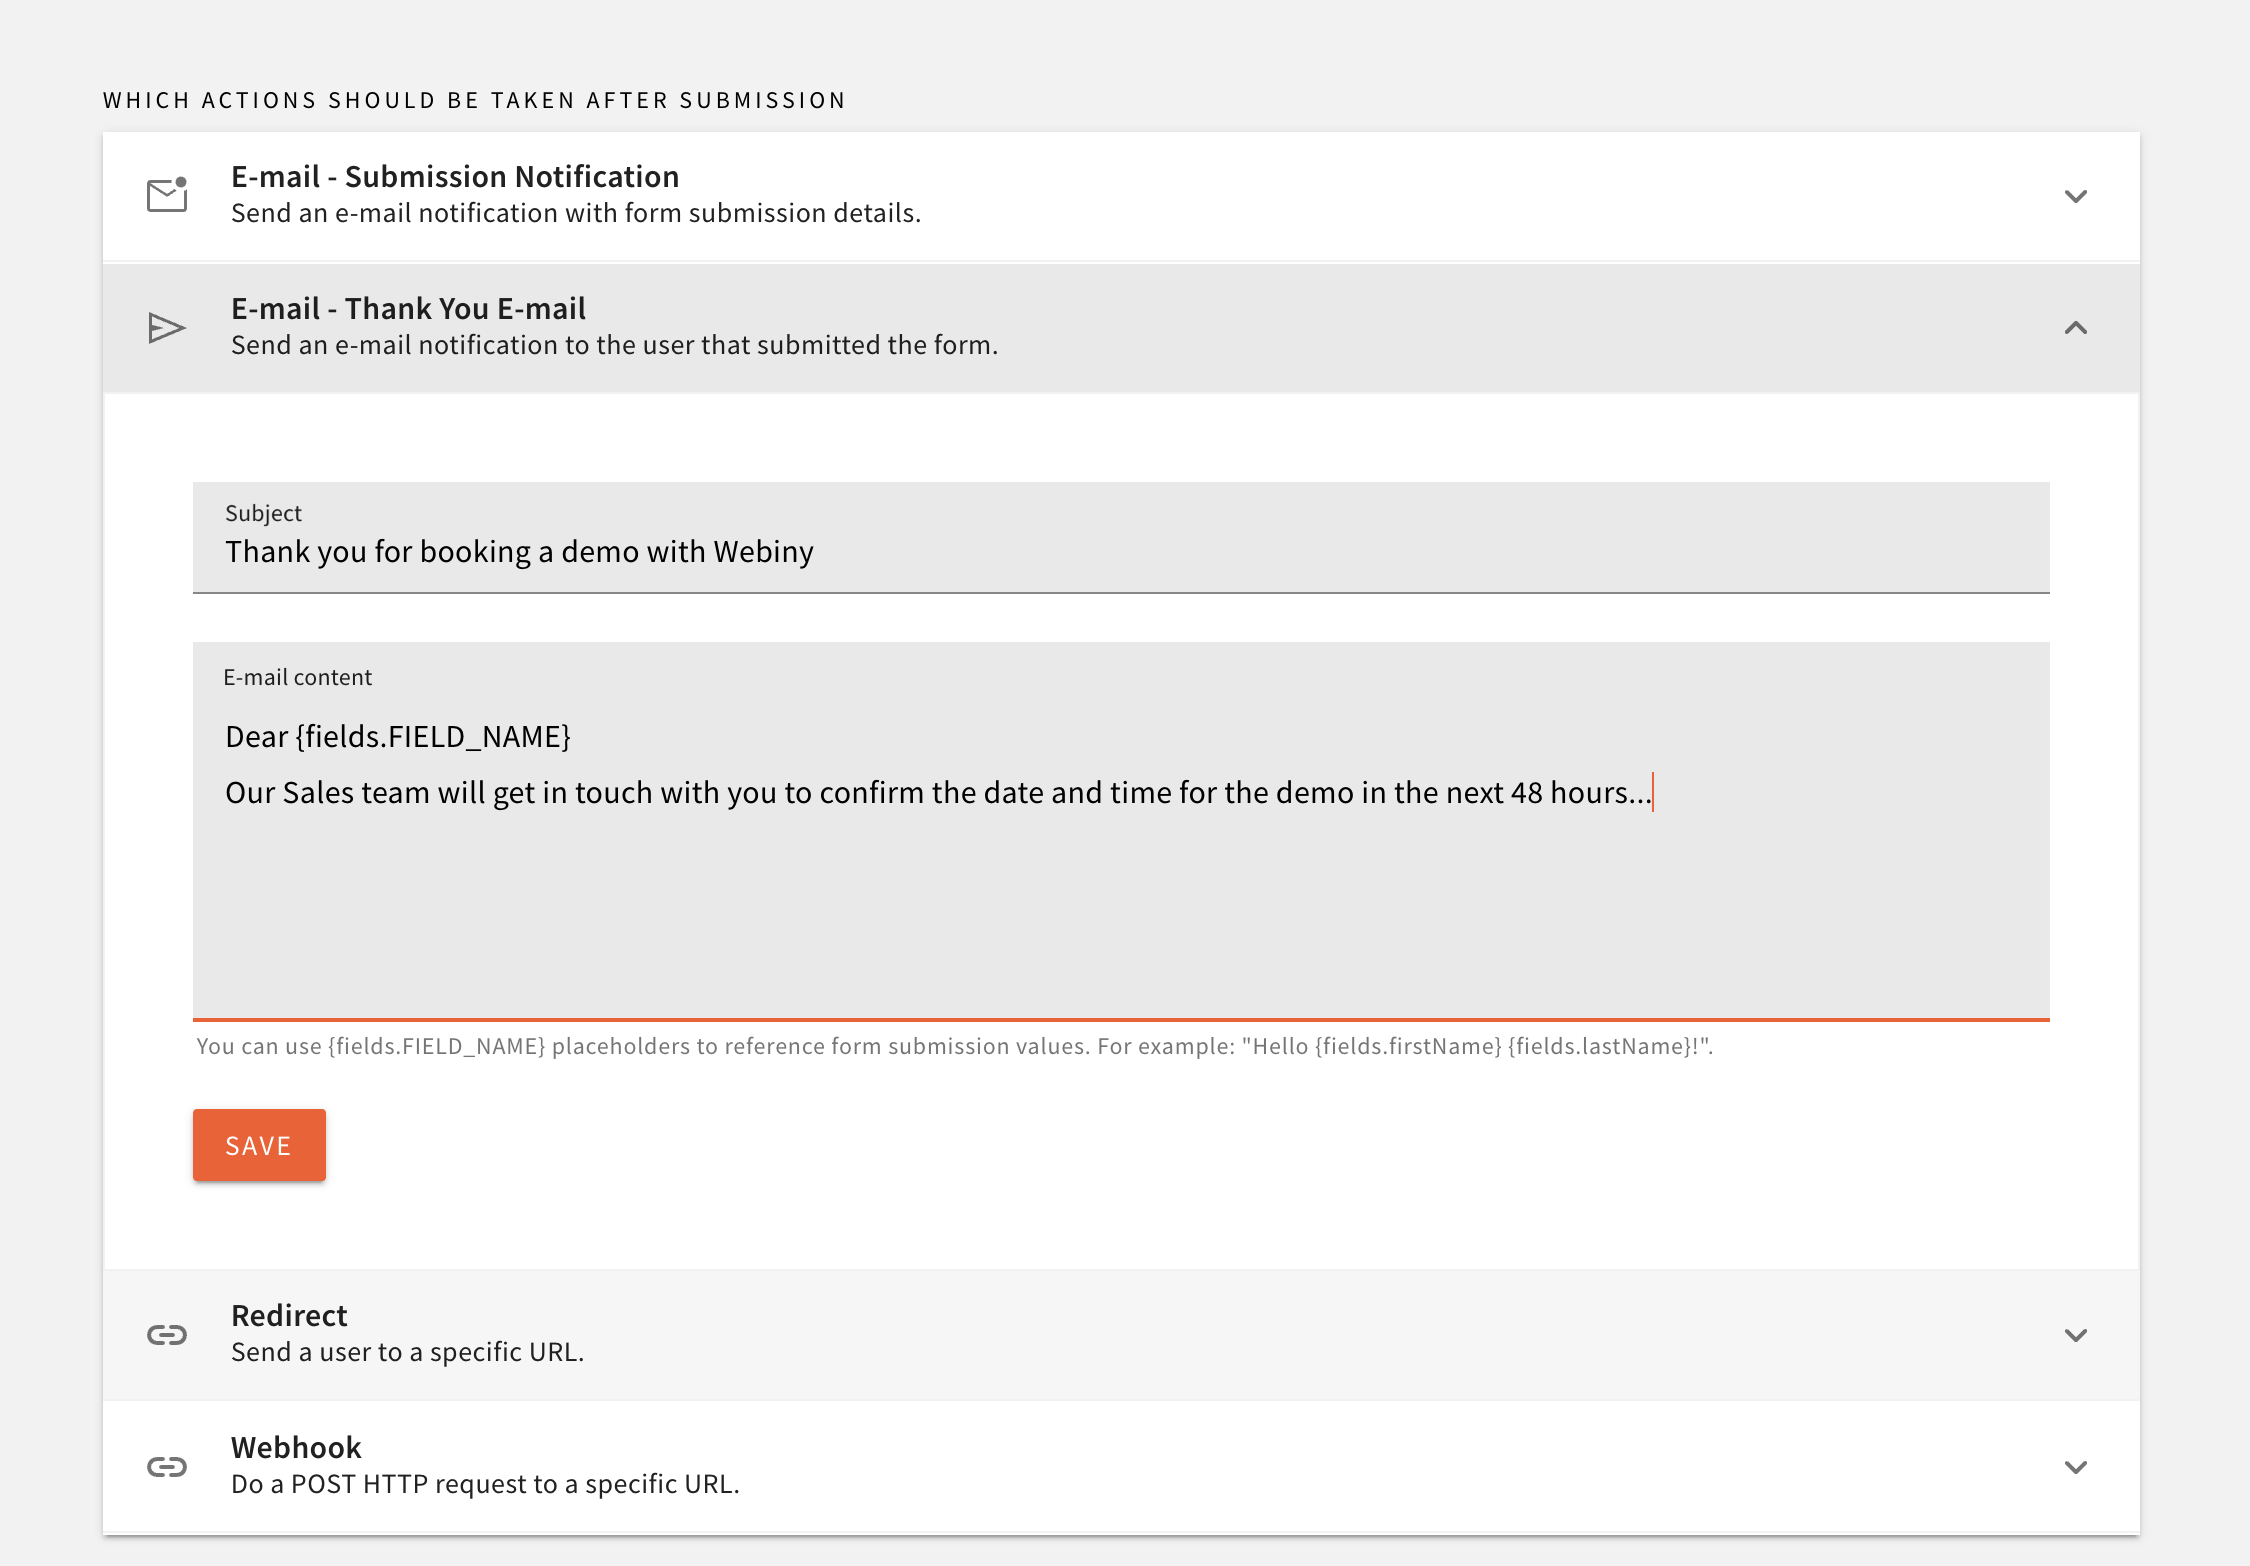 WHICH ACTIONS SHOULD BE TAKEN AFTER SUBMISSION
E-mail - Submission Notification
Send an e-mail notification with form submission details.
E-mail - Thank You E-mail
Send an e-mail notification to the user that submitted the form.
Subject
Thank you for booking a demo with Webiny
E-mail content
Dear {fields.FIELD_NAME}
Our Sales team will get in touch with you to confirm the date and time for the demo in the next 48 hours...
You can use {fields.FIELD_NAME} placeholders to reference form submission values. For example: "Hello {fields.firstName} {fields.lastName}!".
SAVE
Redirect
Send a user to a specific URL.
Webhook
Do a POST HTTP request to a specific URL.